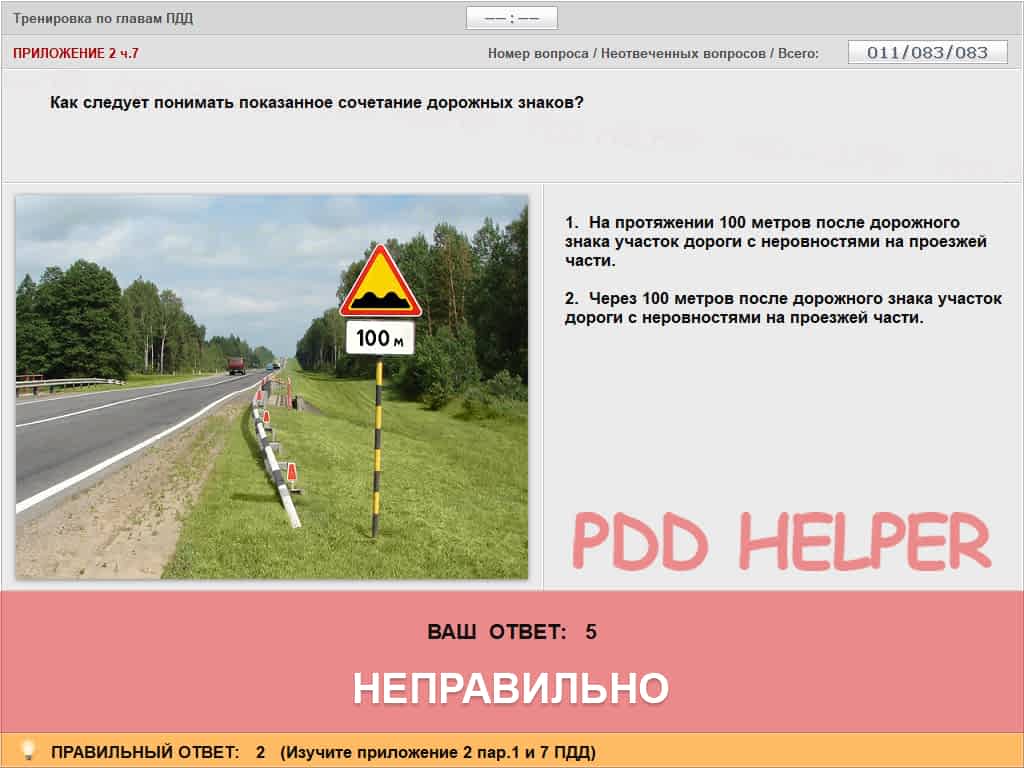 Тренировка по главам ПДД
–– : ––
ПРИЛОЖЕНИЕ 2 ч.7
Номер вопроса / Неотвеченных вопросов / Всего:
011/083/083
Как следует понимать показанное сочетание дорожных знаков?
100 м
1. На протяжении 100 метров после дорожного
знака участок дороги с неровностями на проезжей
части.
2. Через 100 метров после дорожного знака участок
дороги с неровностями на проезжей части.
PDD HELPER
ВАШ ОТВЕТ: 5
НЕПРАВИЛЬНО
ПРАВИЛЬНЫЙ ОТВЕТ: 2 (Изучите приложение 2 пар.1 и 7 ПДД)